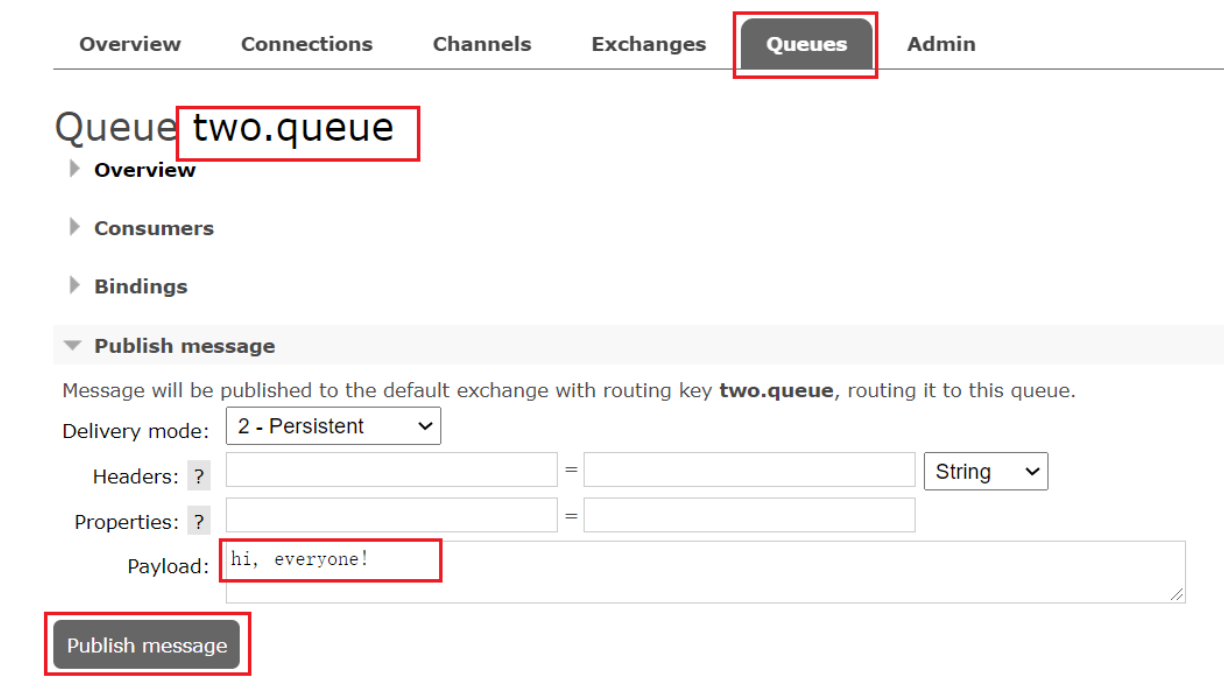 Overview Connections Channels Exchanges Queues Admin
Queue two.queue
Overview
Consumers
Bindings
Publish message
Message will be published to the default exchange with routing key two.queue, routing it to this queue.
Delivery mode: 2 - Persistent
Headers: ? = String
Properties: ? =
Payload: hi, everyone!
Publish message